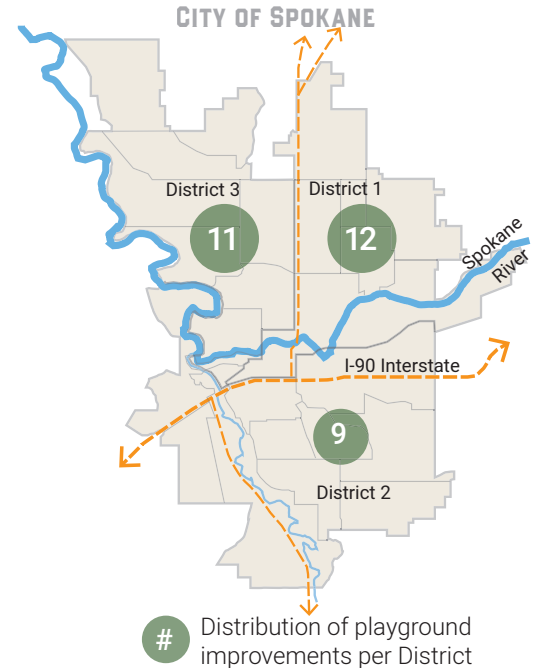 CITY OF SPOKANE
District 3
District 1
11
12
Spokane
River
I-90 Interstate
9
District 2
# Distribution of playground
improvements per District